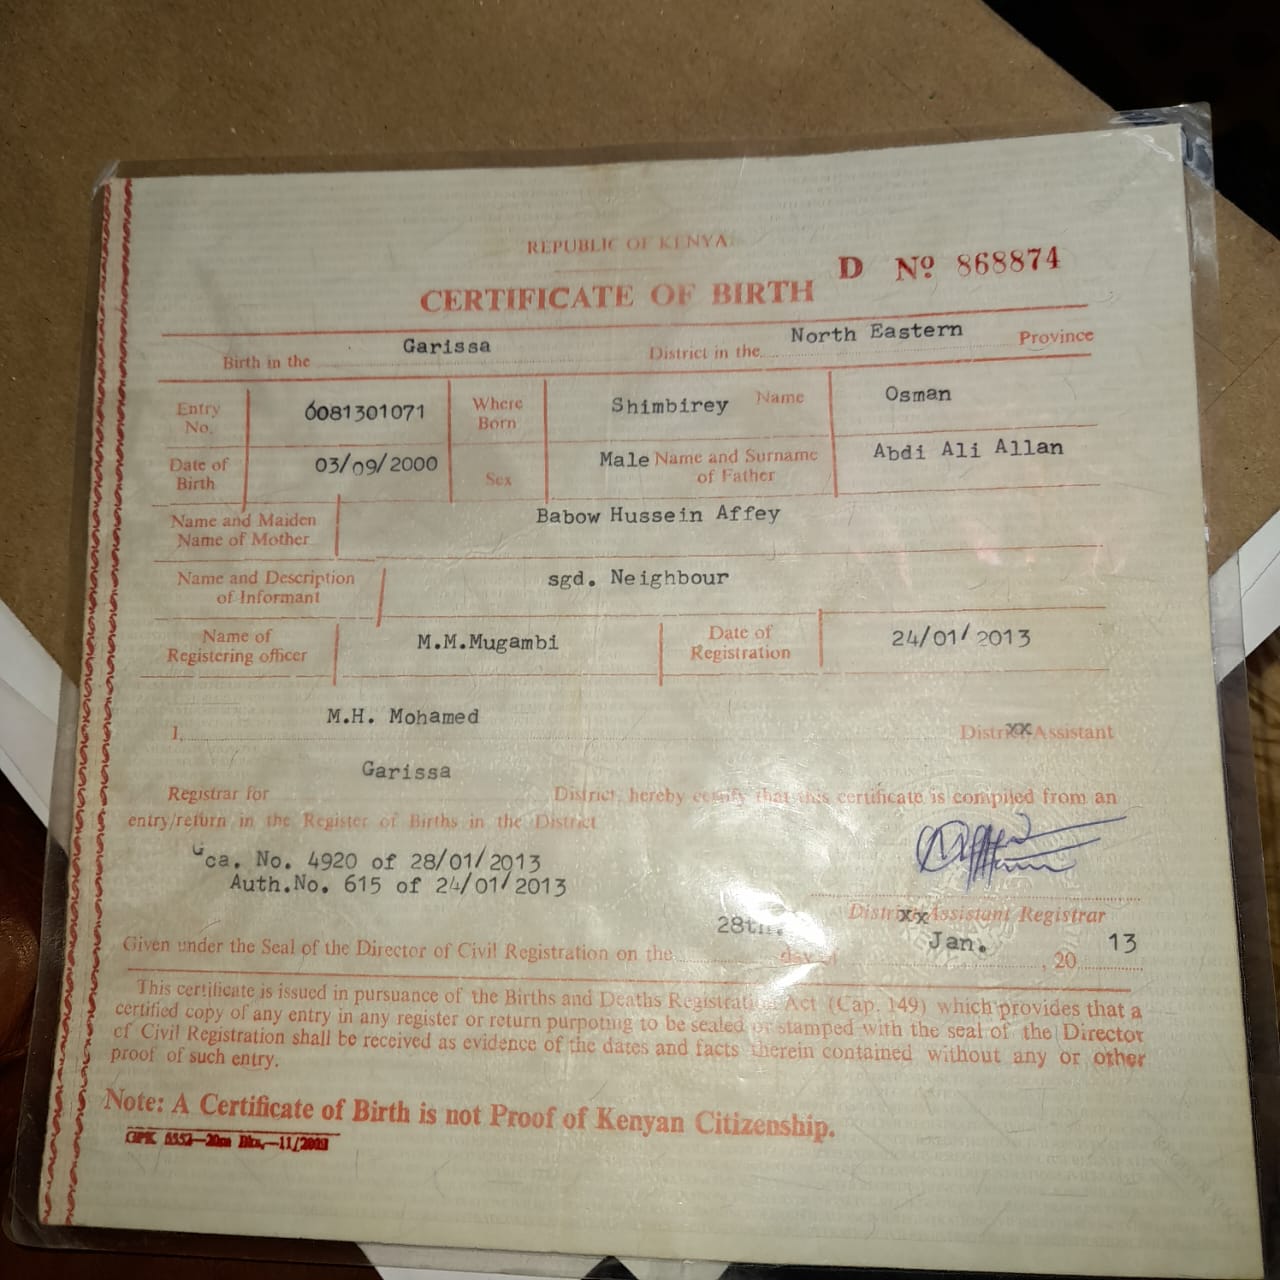 REPUBLIC OF KENYA
D Nº 868874
CERTIFICATE OF BIRTH
Birth in the Garissa District in the North Eastern Province
Entry No. 6081301071 Where Born Shimbirey Name Osman
Date of Birth 03/09/2000 Sex Male Name and Surname of Father Abdi Ali Allan
Name and Maiden Name of Mother Babow Hussein Affey
Name and Description of Informant sgd. Neighbour
Name of Registering officer M.M.Mugambi Date of Registration 24/01/2013
I, M.H. Mohamed Assistant
Registrar for Garissa District, hereby certify that this certificate is compiled from an
entry/return in the Register of Births in the District
ca. No. 4920 of 28/01/2013
Auth.No. 615 of 24/01/2013
Assistant Registrar
Given under the Seal of the Director of Civil Registration on the 28th. day of Jan. , 20 13
This certificate is issued in pursuance of the Births and Deaths Registration Act (Cap. 149) which provides that a
certified copy of any entry in any register or return purpoting to be sealed or stamped with the seal of the Director
of Civil Registration shall be received as evidence of the dates and facts therein contained without any or other
proof of such entry.
Note: A Certificate of Birth is not Proof of Kenyan Citizenship.